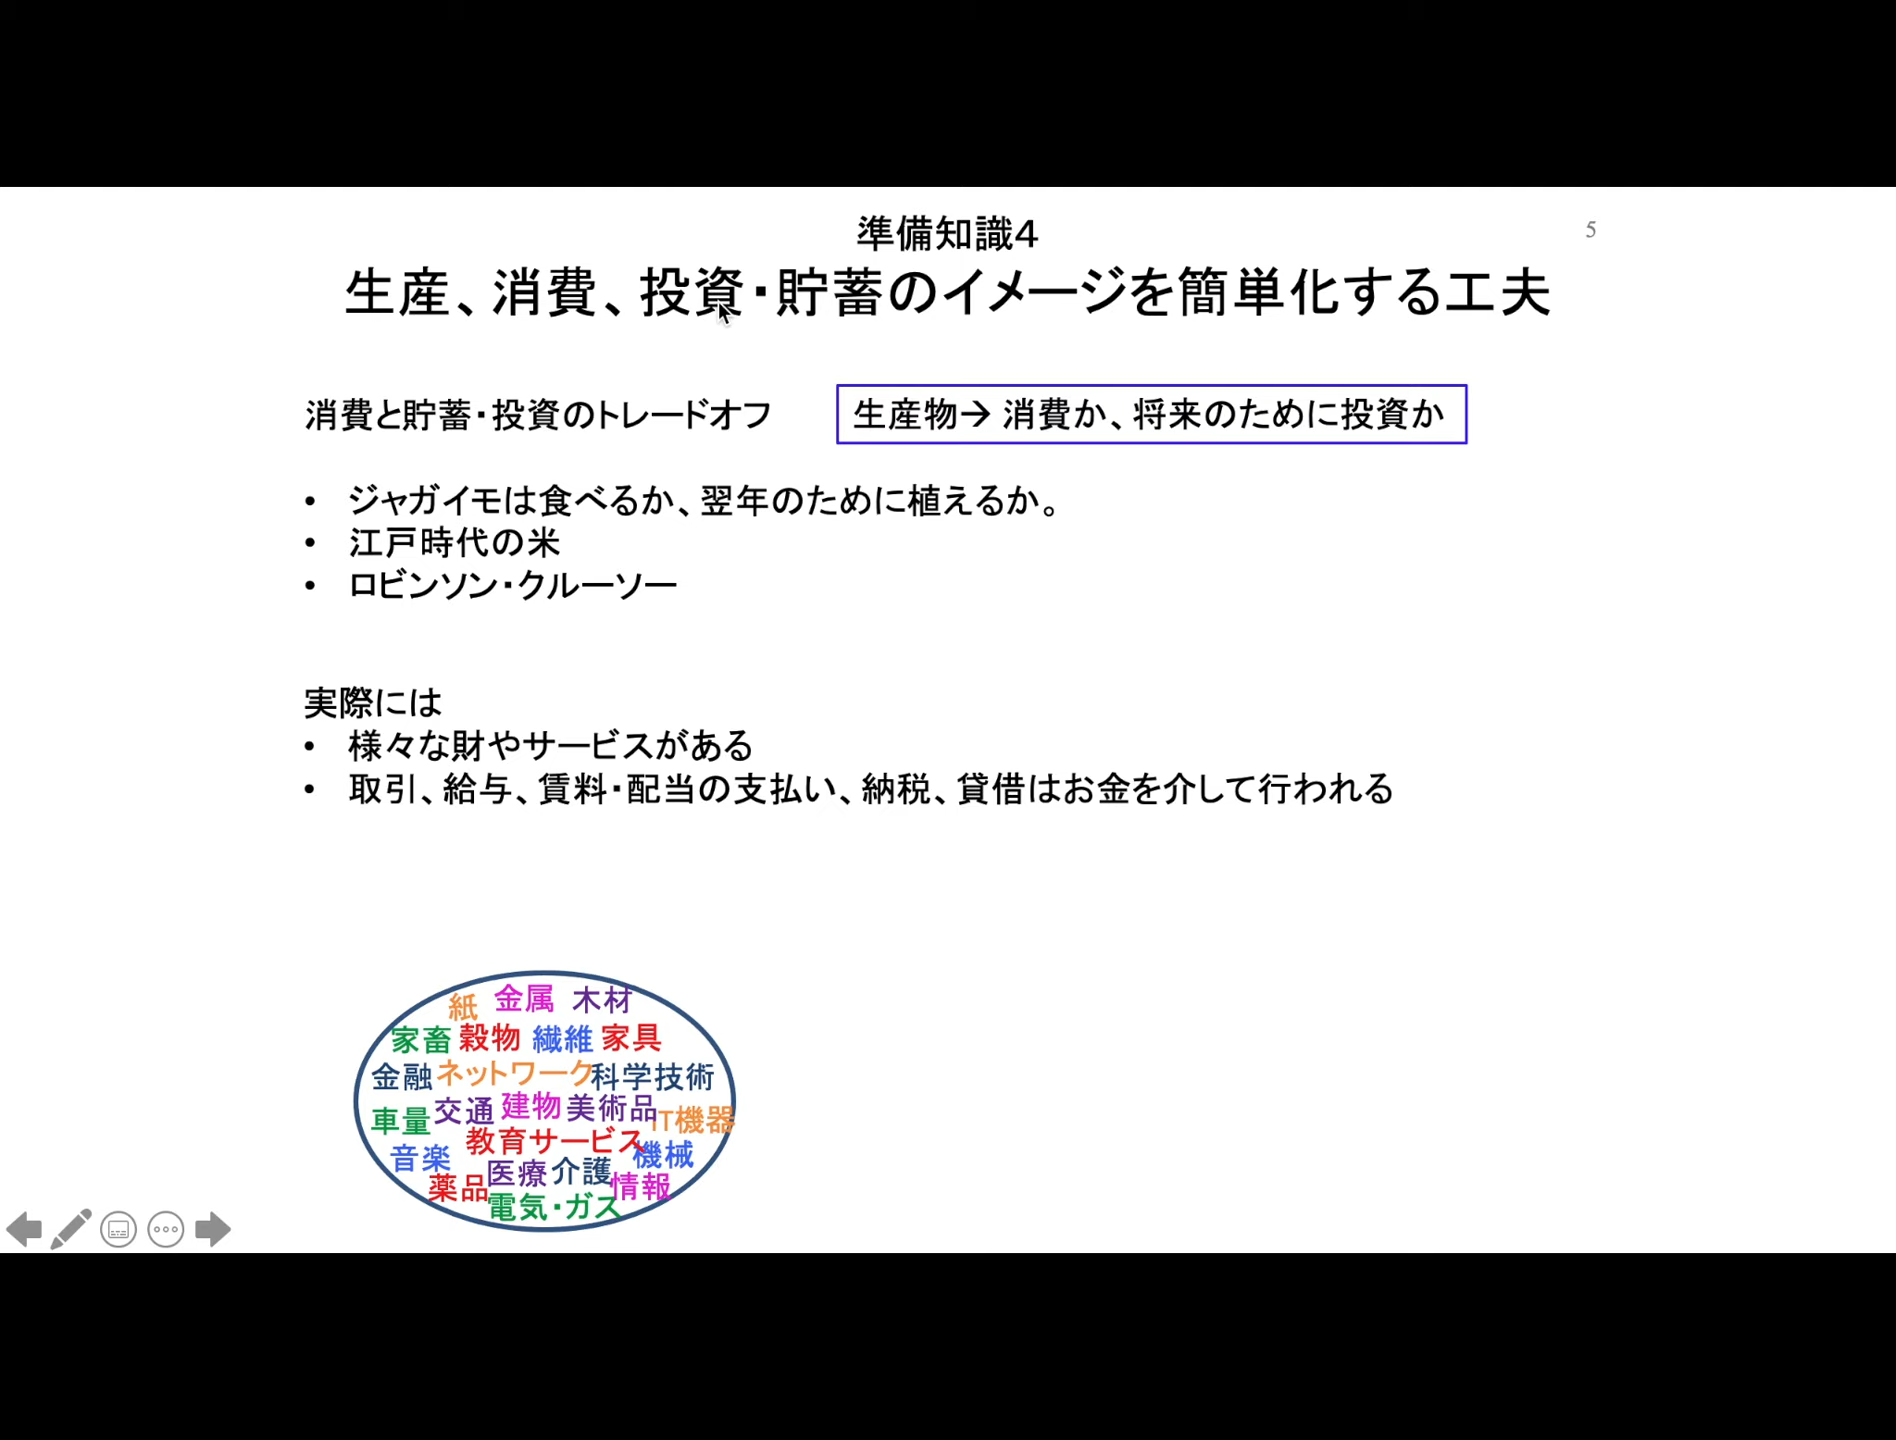 準備知識4
5
生産、消費、投資・貯蓄のイメージを簡単化する工夫
消費と貯蓄・投資のトレードオフ
生産物→ 消費か、将来のために投資か
• ジャガイモは食べるか、翌年のために植えるか。
• 江戸時代の米
• ロビンソン・クルーソー
実際には
• 様々な財やサービスがある
• 取引、給与、賃料・配当の支払い、納税、貸借はお金を介して行われる
紙 金属 木材
家畜 穀物 繊維 家具
金融 ネットワーク 科学技術
車量 交通 建物 美術品 IT機器
教育サービス
音楽 機械
医療 介護
薬品 情報
電気・ガス